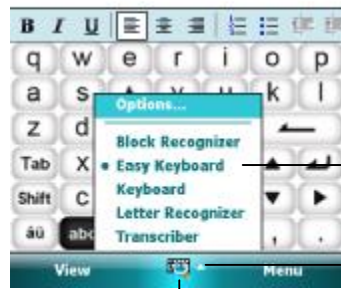 B I U
q w e r i o p
a s k l
z d
Options...
Block Recognizer
Easy Keyboard
Keyboard
Letter Recognizer
Transcriber
Tab x
Shift c
áü abc , .
View Menu